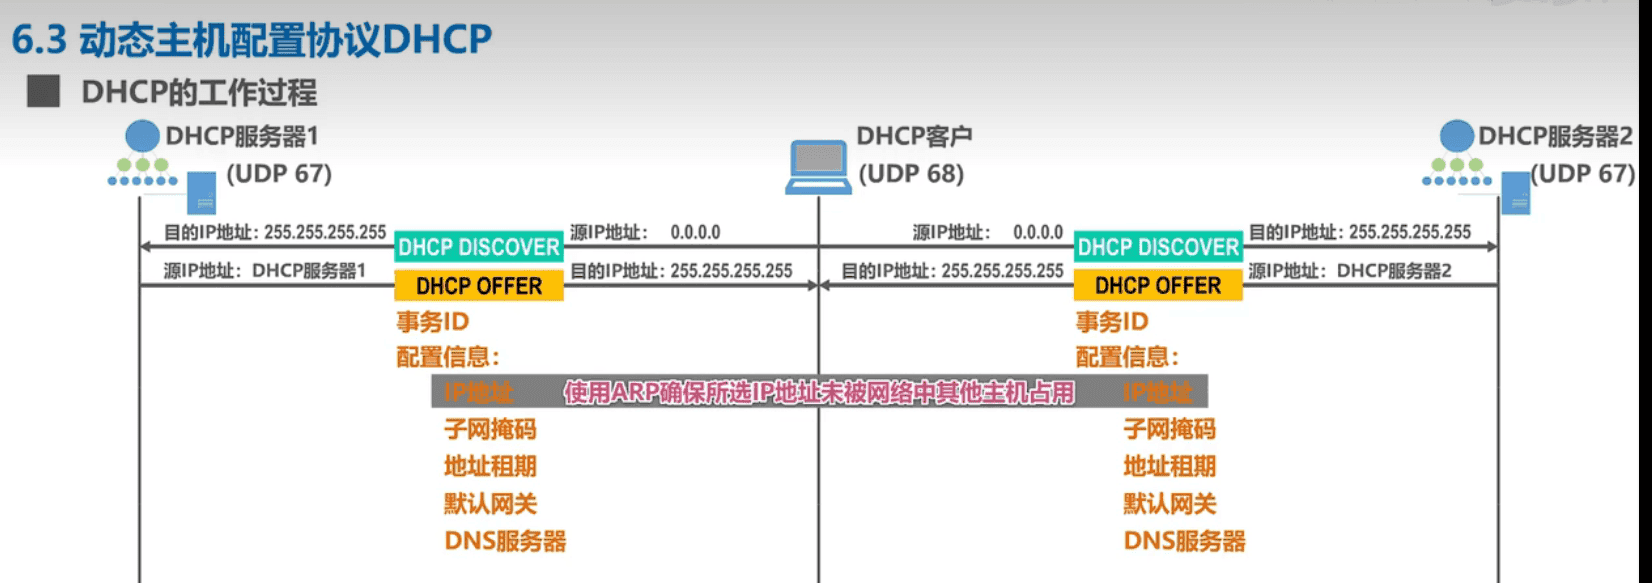 6.3 动态主机配置协议DHCP
DHCP的工作过程
DHCP服务器1
(UDP 67)
DHCP客户
(UDP 68)
DHCP服务器2
(UDP 67)
目的IP地址：255.255.255.255 DHCP DISCOVER 源IP地址： 0.0.0.0 源IP地址： 0.0.0.0 DHCP DISCOVER 目的IP地址：255.255.255.255
源IP地址：DHCP服务器1 DHCP OFFER 目的IP地址：255.255.255.255 目的IP地址：255.255.255.255 DHCP OFFER 源IP地址：DHCP服务器2
事务ID 事务ID
配置信息： 配置信息：
IP地址 使用ARP确保所选IP地址未被网络中其他主机占用 IP地址
子网掩码 子网掩码
地址租期 地址租期
默认网关 默认网关
DNS服务器 DNS服务器